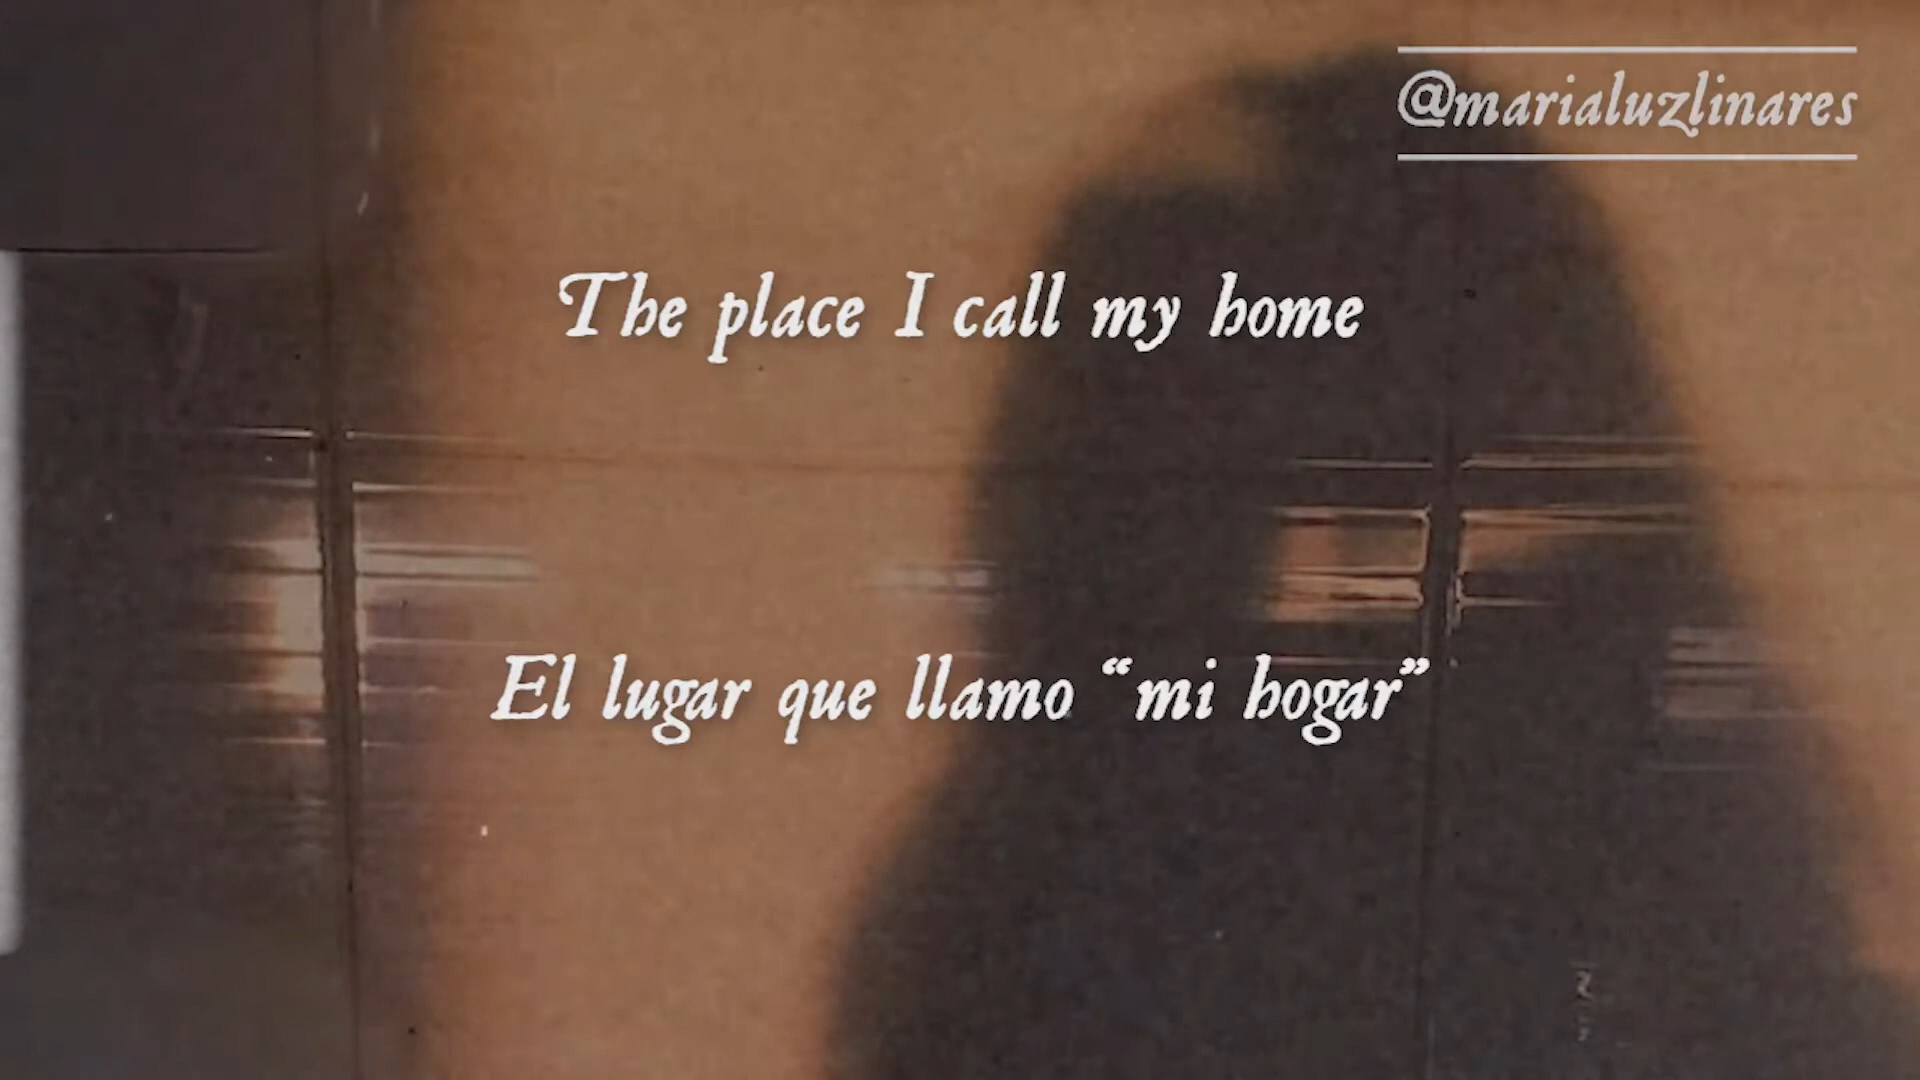 @marialuzlinares
The place I call my home
El lugar que llamo “mi hogar”